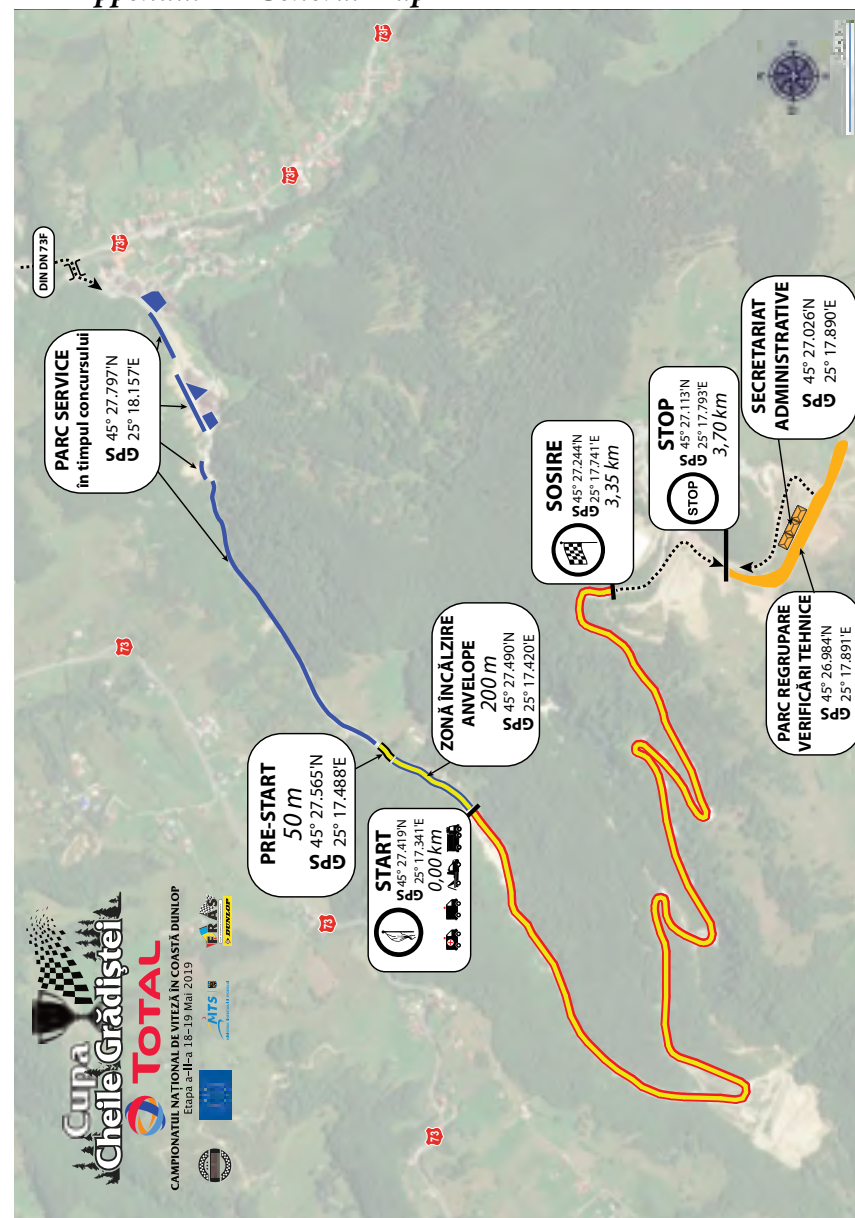 Cupa
Cheile Grădiștei
TOTAL
CAMPIONATUL NAȚIONAL DE VITEZĂ ÎN COASTĂ DUNLOP
Etapa a-II-a 18-19 Mai 2019
MTS
FRAS
DUNLOP
DIN DN 73F
73F
73F
73F
73
73
73
PARC SERVICE
în timpul concursului
GPS
45° 27.797'N
25° 18.157'E
PRE-START
50 m
GPS
45° 27.565'N
25° 17.488'E
START
GPS
45° 27.419'N
25° 17.341'E
0,00 km
ZONĂ ÎNCĂLZIRE
ANVELOPE
200 m
GPS
45° 27.490'N
25° 17.420'E
SOSIRE
GPS
45° 27.244'N
25° 17.741'E
3,35 km
STOP
STOP
GPS
45° 27.113'N
25° 17.793'E
3,70 km
SECRETARIAT
ADMINISTRATIVE
GPS
45° 27.026'N
25° 17.890'E
PARC REGRUPARE
VERIFICĂRI TEHNICE
GPS
45° 26.984'N
25° 17.891'E